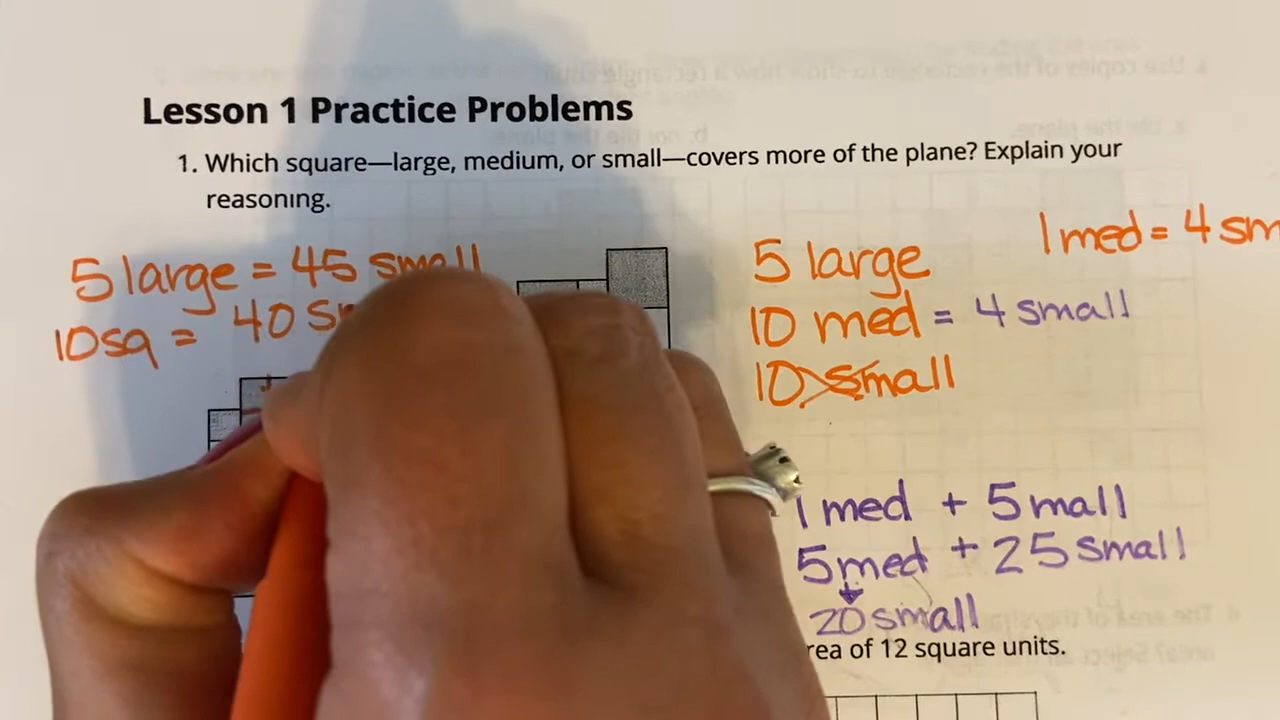 Lesson 1 Practice Problems
1. Which square—large, medium, or small—covers more of the plane? Explain your
reasoning.
5 large = 45 small
10 sq = 40
5 large
10 med = 4 small
10 small
1 med = 4 sm
1 med + 5 mall
5 med + 25 small
20 small
of 12 square units.